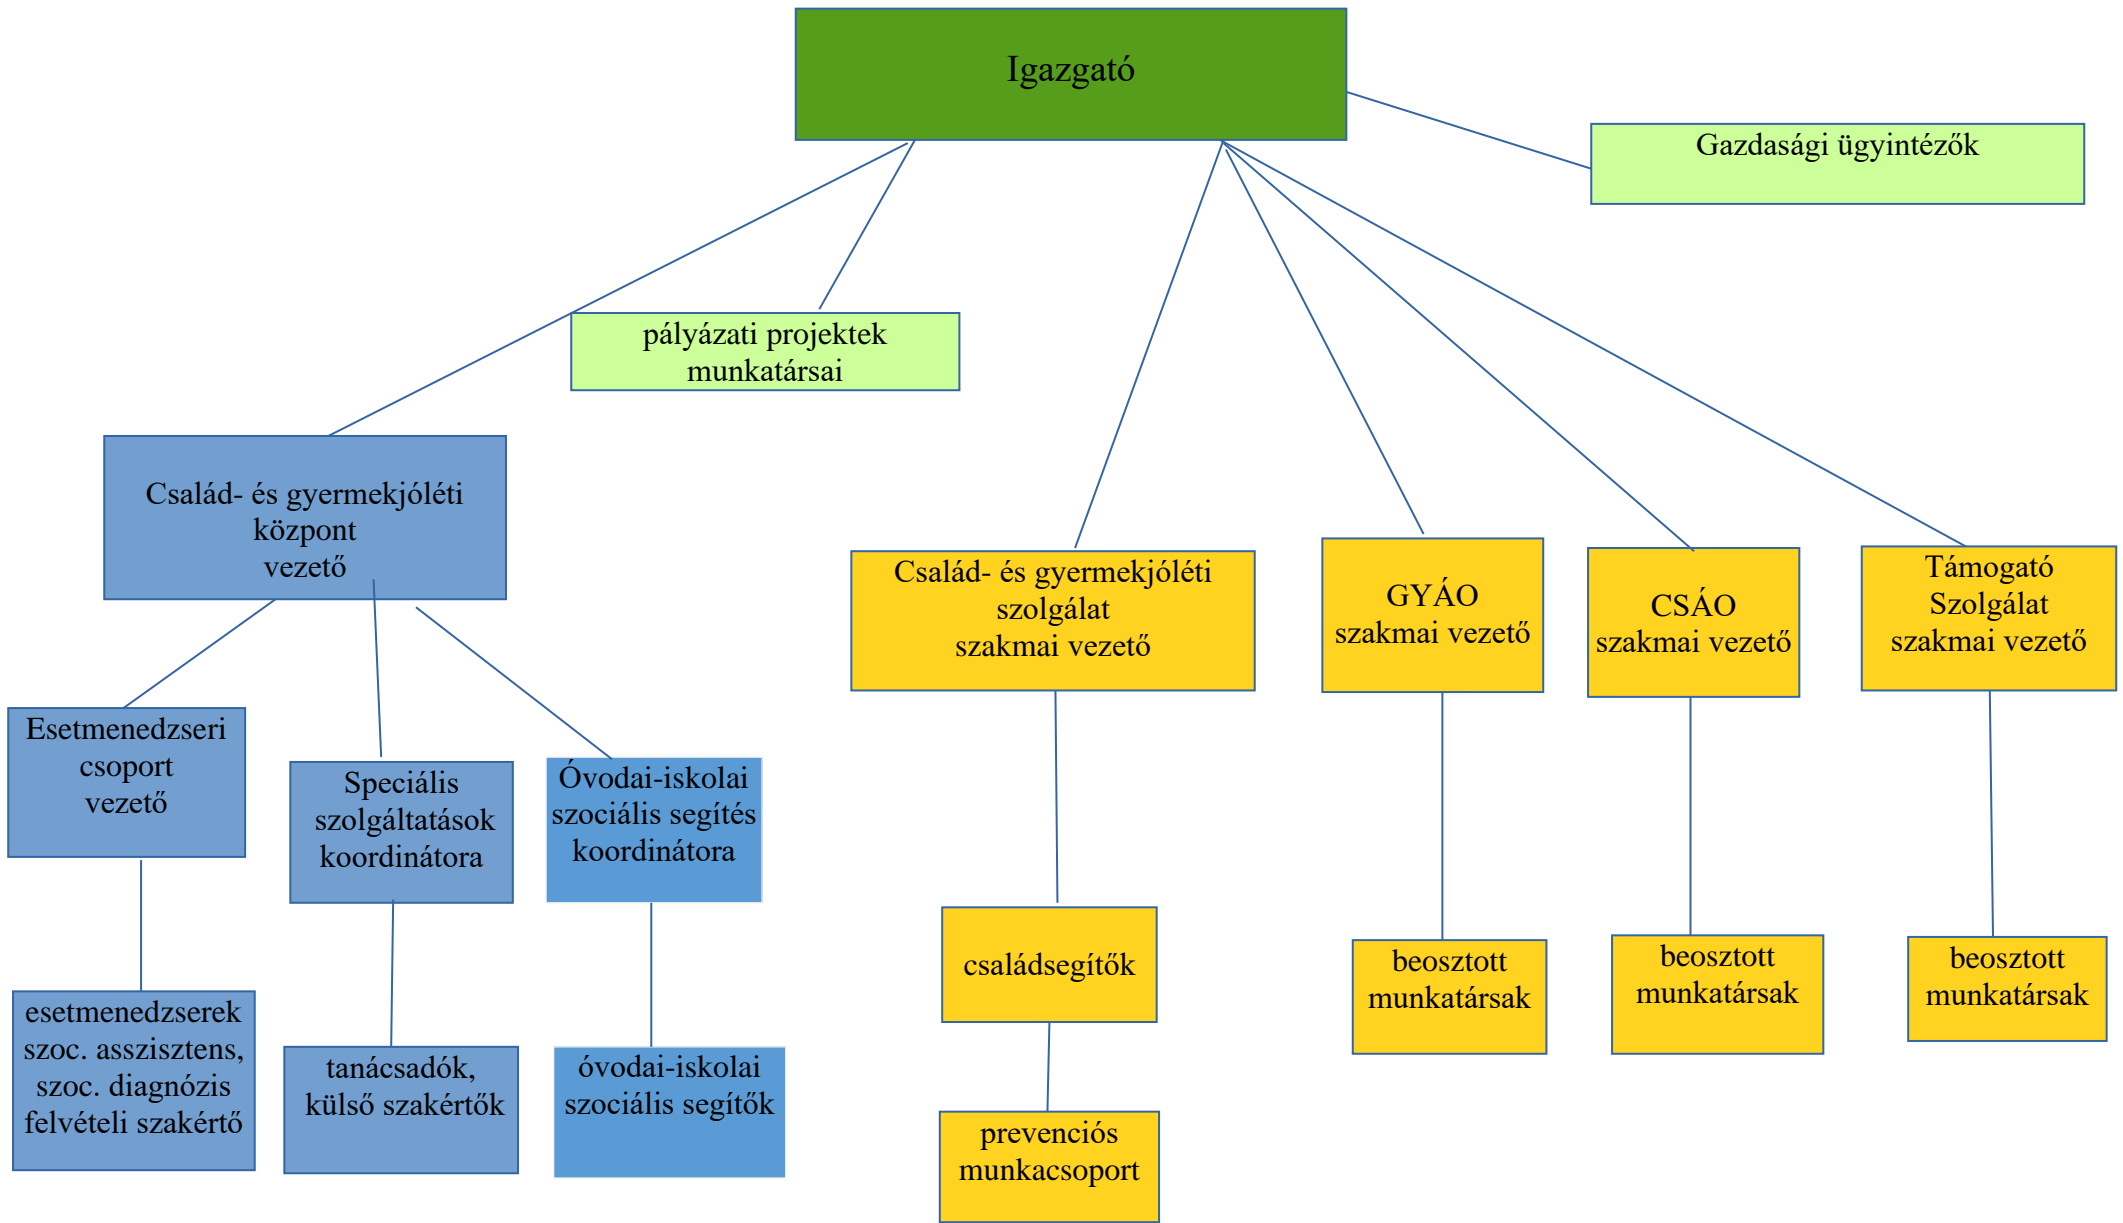 Igazgató
Gazdasági ügyintézők
pályázati projektek
munkatársai
Család- és gyermekjóléti
központ
vezető
Család- és gyermekjóléti
szolgálat
szakmai vezető
GYÁO
szakmai vezető
CSÁO
szakmai vezető
Támogató
Szolgálat
szakmai vezető
Esetmenedzseri
csoport
vezető
Speciális
szolgáltatások
koordinátora
Óvodai-iskolai
szociális segítés
koordinátora
családsegítők
beosztott
munkatársak
beosztott
munkatársak
beosztott
munkatársak
esetmenedzserek
szoc. asszisztens,
szoc. diagnózis
felvételi szakértő
tanácsadók,
külső szakértők
óvodai-iskolai
szociális segítők
prevenciós
munkacsoport